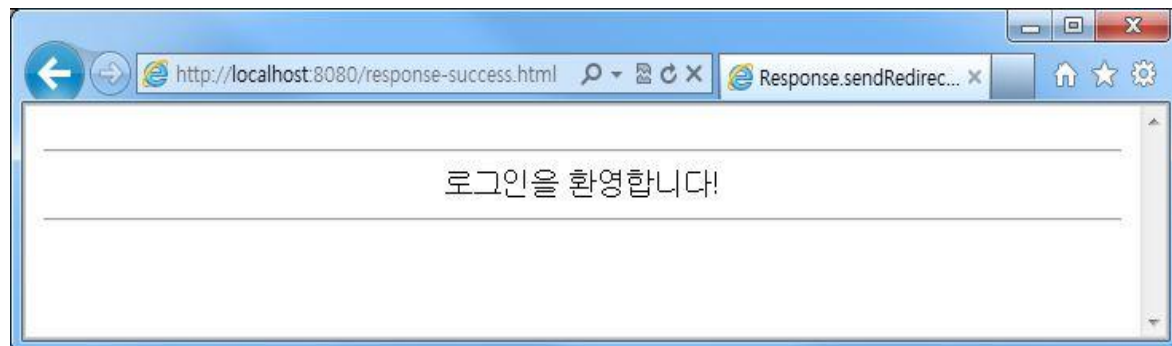 http://localhost:8080/response-success.html
Response.sendRedirec...
로그인을 환영합니다!